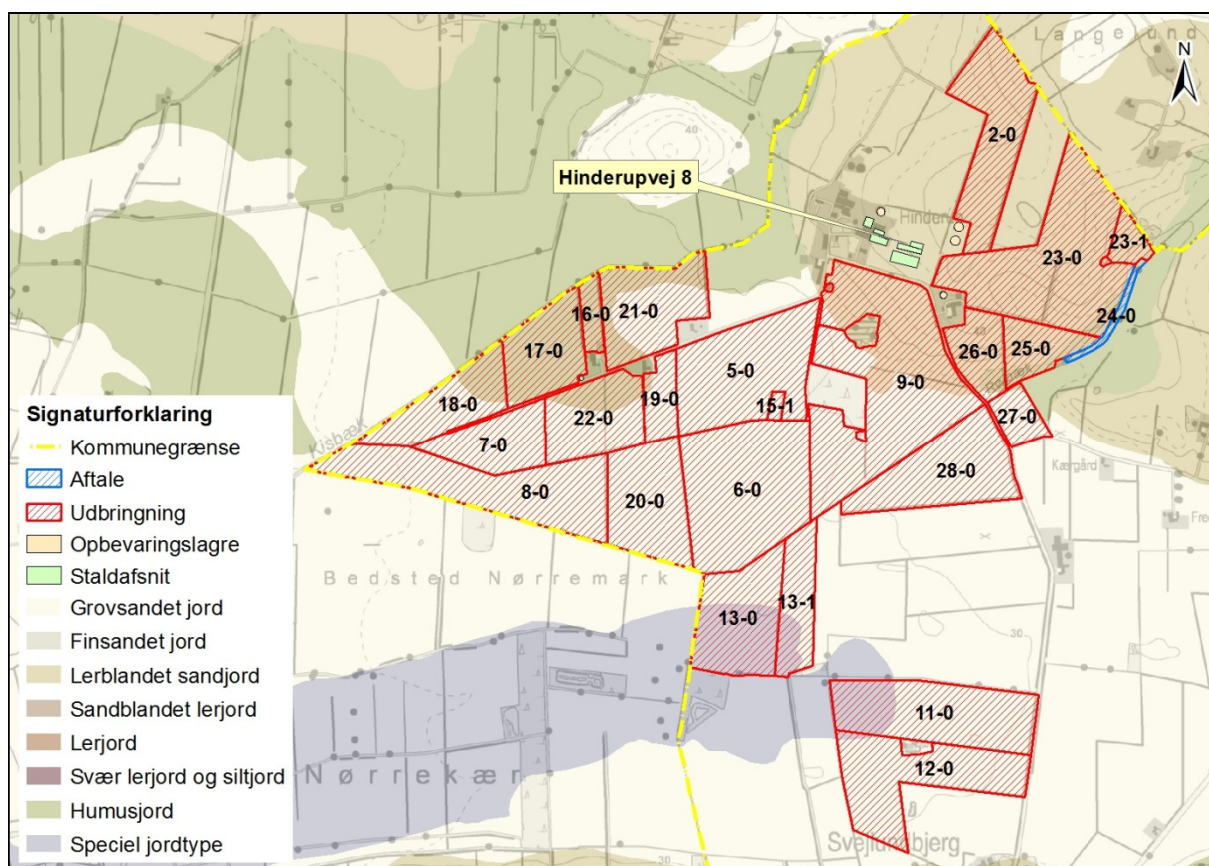 Langelund
N
40
2-0
Hinderupvej 8
23-1
23-0
16-0
21-0
24-0
17-0
40
26-0
25-0
5-0
9-0
18-0
19-0
15-1
22-0
27-0
Kisbæk
7-0
Kærgård
8-0
20-0
6-0
28-0
Bedsted Nørremark
13-0
13-1
30
11-0
12-0
Nørrekær
Svejlundbjerg
30
30
Signaturforklaring
Kommunegrænse
Aftale
Udbringning
Opbevaringslagre
Staldafsnit
Grovsandet jord
Finsandet jord
Lerblandet sandjord
Sandblandet lerjord
Lerjord
Svær lerjord og siltjord
Humusjord
Speciel jordtype